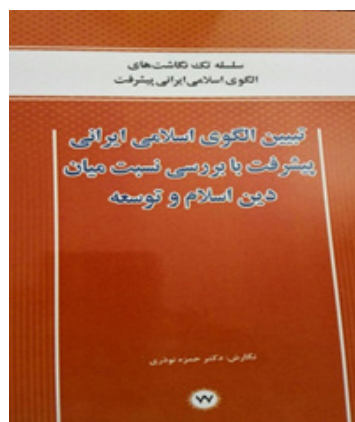 سلسله تک نگاشت‌های
الگوی اسلامی ایرانی پیشرفت
تبیین الگوی اسلامی ایرانی
پیشرفت با بررسی نسبت میان
دین اسلام و توسعه
نگارش: دکتر حمزه نوذری
۷۷